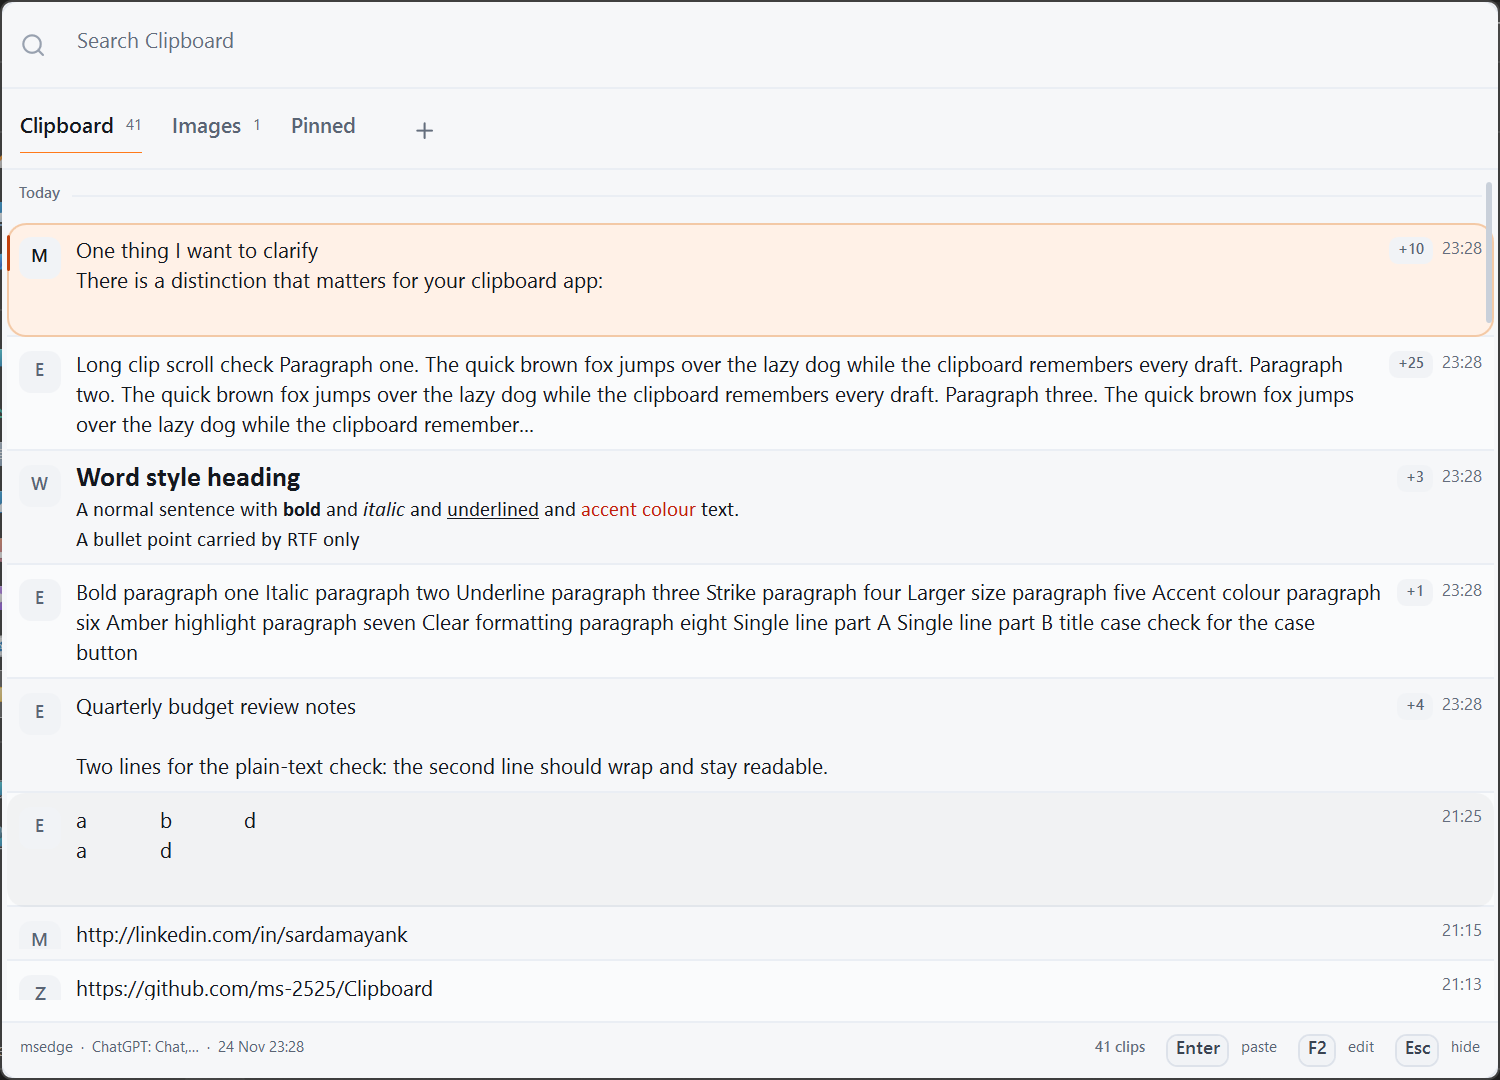 Search Clipboard
Clipboard 41 Images 1 Pinned +
Today
M One thing I want to clarify +10 23:28
There is a distinction that matters for your clipboard app:
E Long clip scroll check Paragraph one. The quick brown fox jumps over the lazy dog while the clipboard remembers every draft. Paragraph +25 23:28
two. The quick brown fox jumps over the lazy dog while the clipboard remembers every draft. Paragraph three. The quick brown fox jumps
over the lazy dog while the clipboard remember...
W Word style heading +3 23:28
A normal sentence with bold and italic and underlined and accent colour text.
A bullet point carried by RTF only
E Bold paragraph one Italic paragraph two Underline paragraph three Strike paragraph four Larger size paragraph five Accent colour paragraph +1 23:28
six Amber highlight paragraph seven Clear formatting paragraph eight Single line part A Single line part B title case check for the case
button
E Quarterly budget review notes +4 23:28
Two lines for the plain-text check: the second line should wrap and stay readable.
E a b d 21:25
a d
M http://linkedin.com/in/sardamayank 21:15
Z https://github.com/ms-2525/Clipboard 21:13
msedge · ChatGPT: Chat,... · 24 Nov 23:28 41 clips Enter paste F2 edit Esc hide